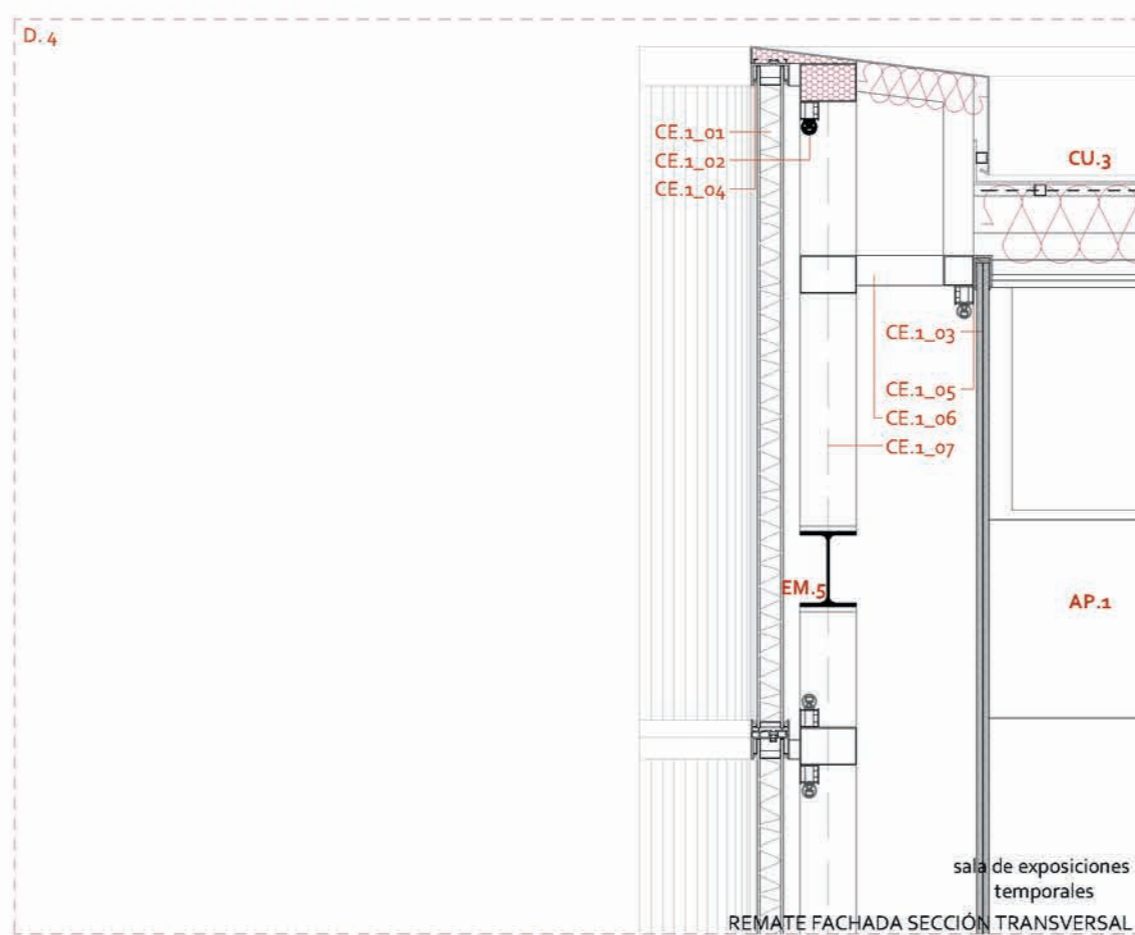 D. 4
CE.1_01
CE.1_02
CE.1_04
CU.3
CE.1_03
CE.1_05
CE.1_06
CE.1_07
EM.5
AP.1
sala de exposiciones
temporales
REMATE FACHADA SECCIÓN TRANSVERSAL